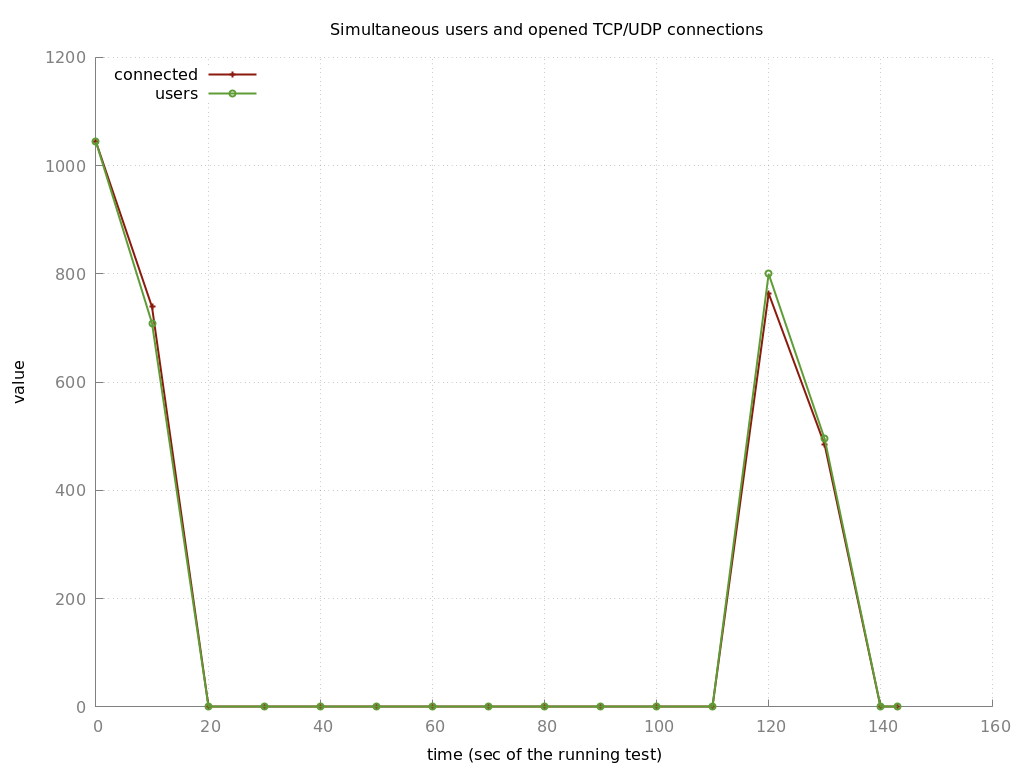 Simultaneous users and opened TCP/UDP connections
connected
users
1200
1000
800
600
400
200
0
value
0 20 40 60 80 100 120 140 160
time (sec of the running test)